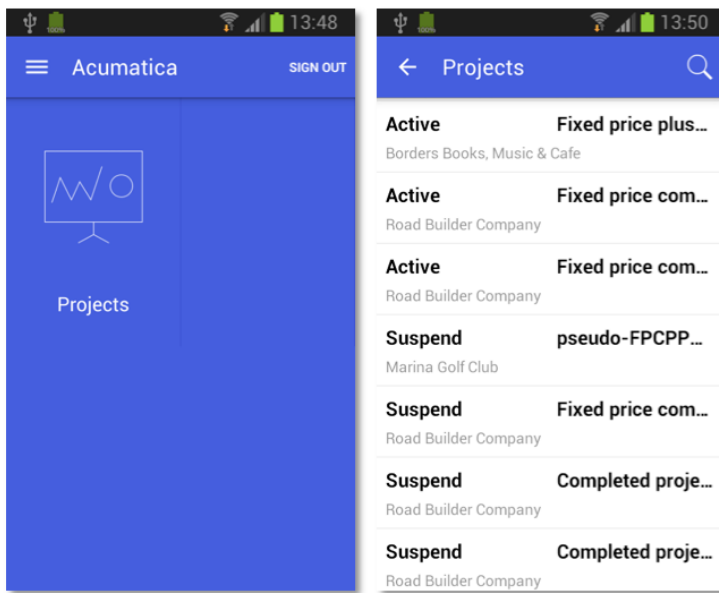 100%
13:48
Acumatica
SIGN OUT
Projects
100%
13:50
Projects
Active Fixed price plus...
Borders Books, Music & Cafe
Active Fixed price com...
Road Builder Company
Active Fixed price com...
Road Builder Company
Suspend pseudo-FPCPP...
Marina Golf Club
Suspend Fixed price com...
Road Builder Company
Suspend Completed proje...
Road Builder Company
Suspend Completed proje...
Road Builder Company